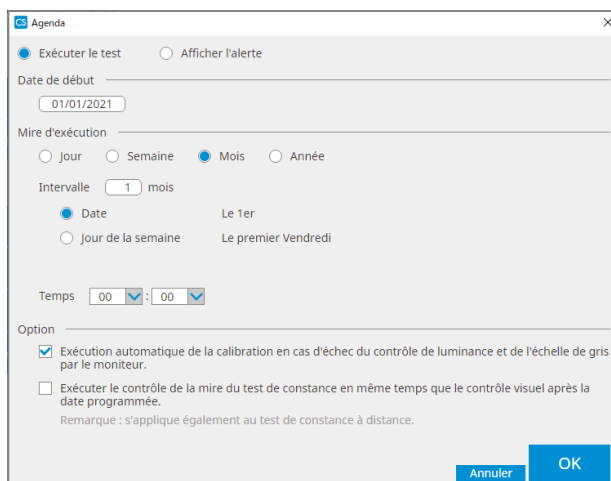 CS Agenda ×
Exécuter le test Afficher l'alerte
Date de début
01/01/2021
Mire d'exécution
Jour Semaine Mois Année
Intervalle 1 mois
Date Le 1er
Jour de la semaine Le premier Vendredi
Temps 00 : 00
Option
Exécution automatique de la calibration en cas d'échec du contrôle de luminance et de l'échelle de gris
par le moniteur.
Exécuter le contrôle de la mire du test de constance en même temps que le contrôle visuel après la
date programmée.
Remarque : s'applique également au test de constance à distance.
Annuler OK